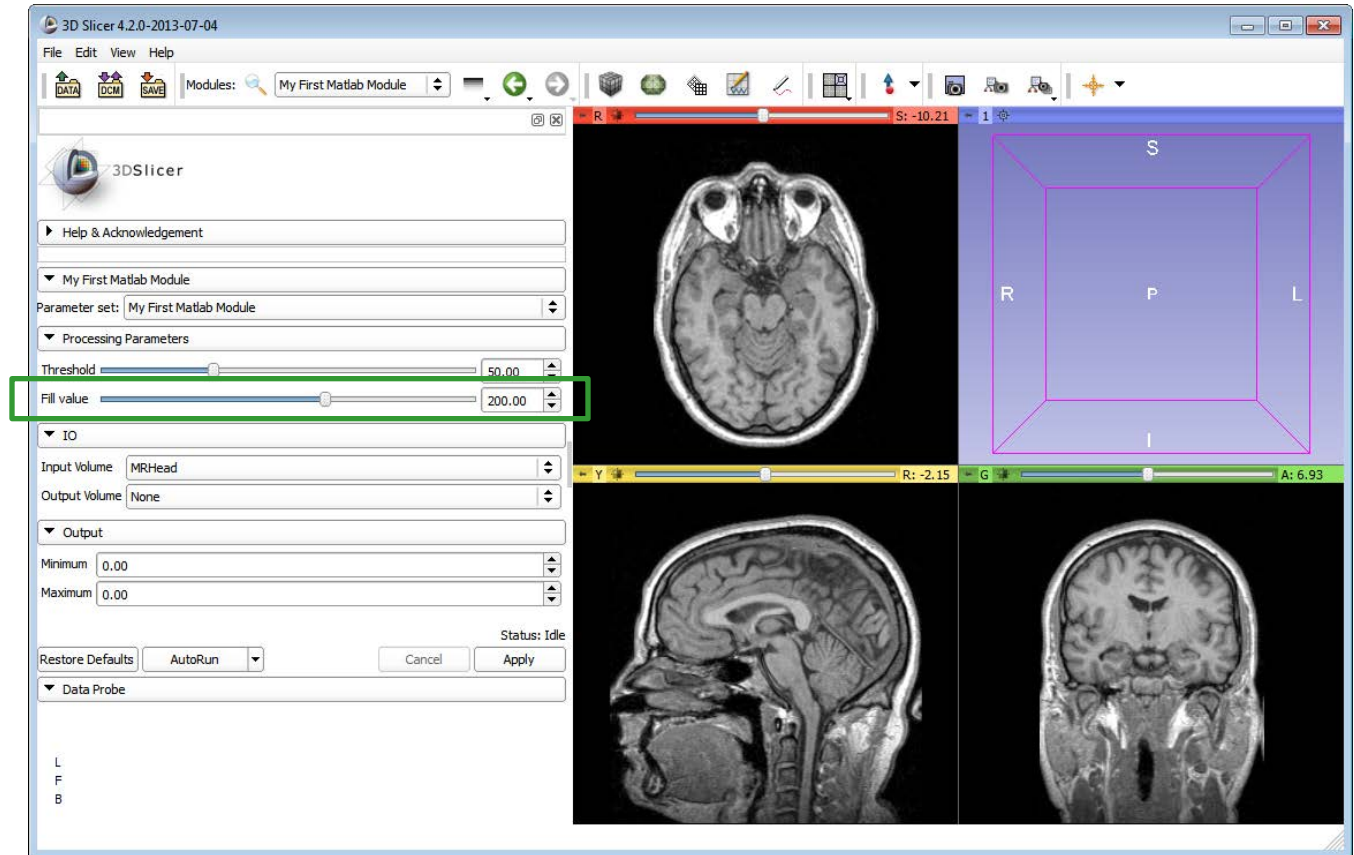 3D Slicer 4.2.0-2013-07-04
File Edit View Help
DATA DCM SAVE Modules: My First Matlab Module
3DSlicer
Help & Acknowledgement
My First Matlab Module
Parameter set: My First Matlab Module
Processing Parameters
Threshold 50.00
Fill value 200.00
IO
Input Volume MRHead
Output Volume None
Output
Minimum 0.00
Maximum 0.00
Status: Idle
Restore Defaults AutoRun Cancel Apply
Data Probe
L
F
B
R S: -10.21
1
S
R P L
I
Y R: -2.15
G A: 6.93